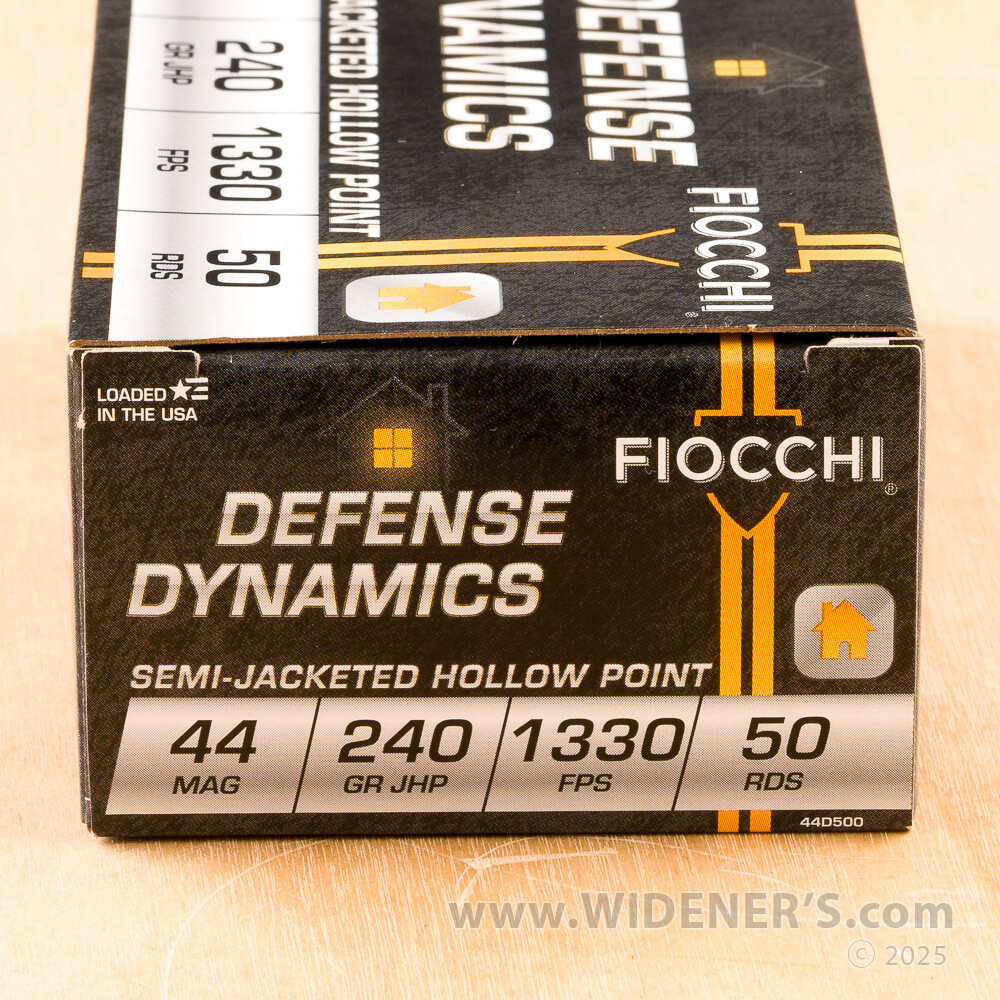 DEFENSE
NAMICS
JACKETED HOLLOW POINT
240
GR JHP
1330
FPS
50
RDS
FIOCCHI®
LOADED
IN THE USA
FIOCCHI®
DEFENSE
DYNAMICS
SEMI-JACKETED HOLLOW POINT
44
MAG
240
GR JHP
1330
FPS
50
RDS
44D500
www.WIDENER'S.com
© 2025